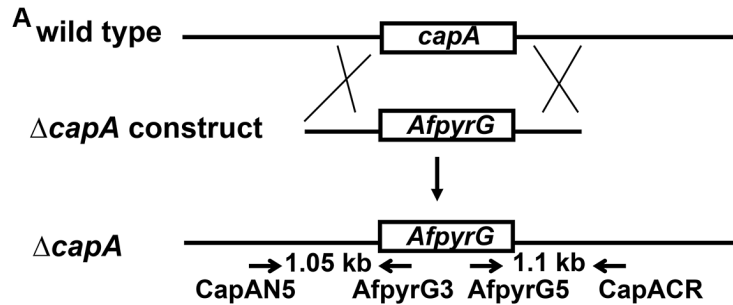 A wild type capA
ΔcapA construct AfpyrG
ΔcapA AfpyrG
1.05 kb 1.1 kb
CapAN5 AfpyrG3 AfpyrG5 CapACR